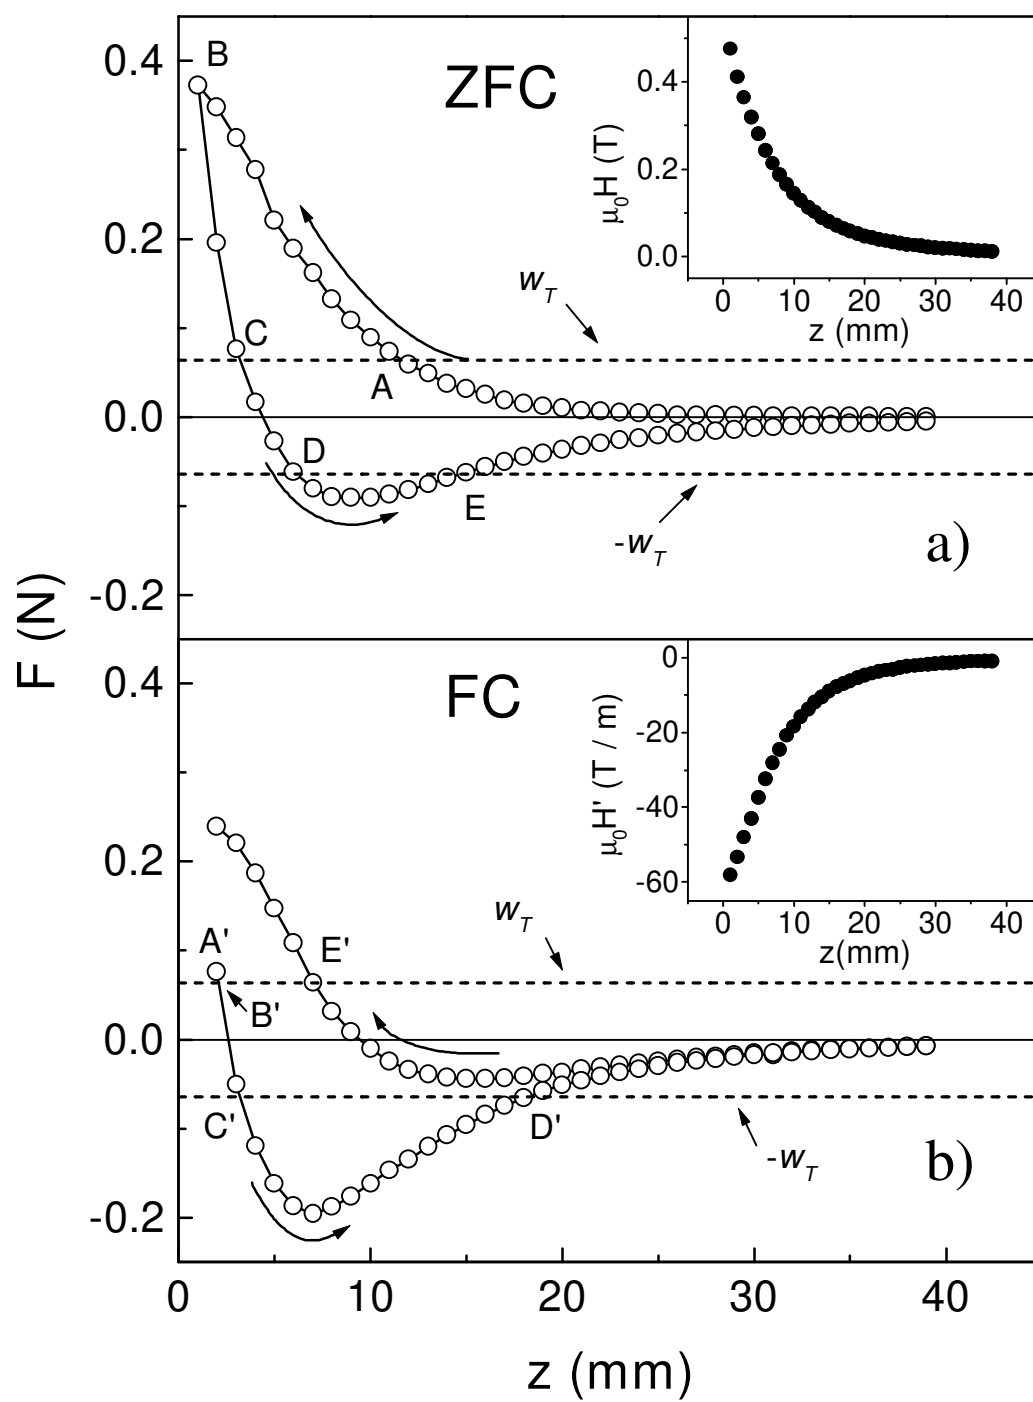 F (N)
ZFC
0.4
0.2
0.0
-0.2
B
C
A
D
E
w_T
-w_T
a)
μ₀H (T)
0.4
0.2
0.0
0 10 20 30 40
z (mm)
FC
0.4
0.2
0.0
-0.2
A'
B'
E'
C'
D'
w_T
-w_T
b)
μ₀H' (T / m)
0
-20
-40
-60
0 10 20 30 40
z(mm)
0 10 20 30 40
z (mm)